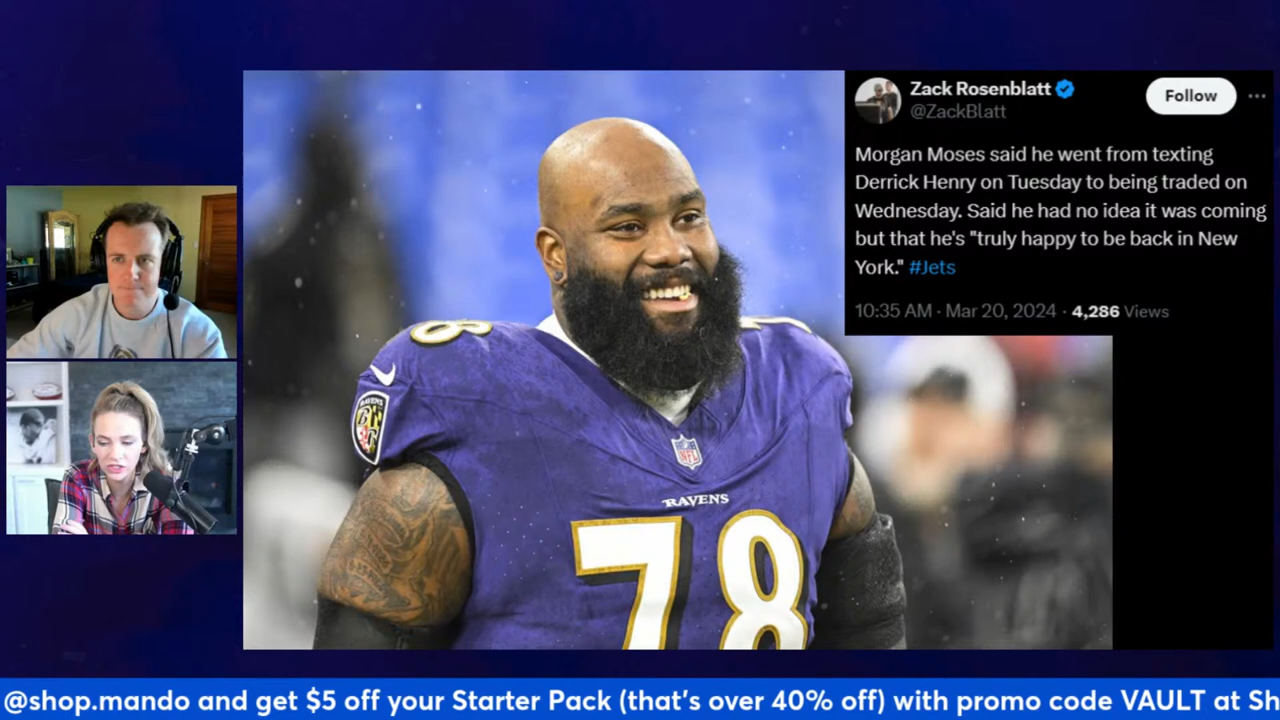 Zack Rosenblatt
@ZackBlatt
Follow
Morgan Moses said he went from texting
Derrick Henry on Tuesday to being traded on
Wednesday. Said he had no idea it was coming
but that he's "truly happy to be back in New
York." #Jets
10:35 AM · Mar 20, 2024 · 4,286 Views
8
RAVENS
NFL
RAVENS
78
@shop.mando and get $5 off your Starter Pack (that's over 40% off) with promo code VAULT at Sh